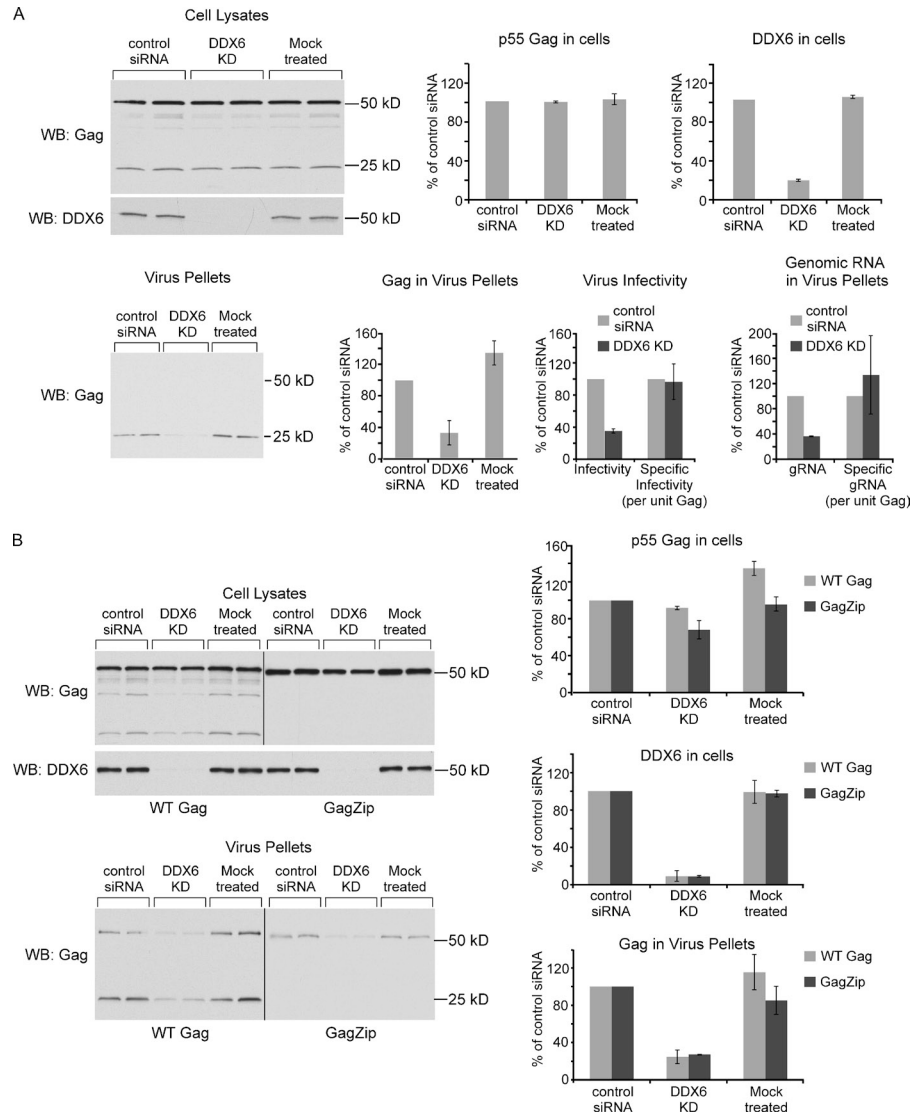 A
Cell Lysates
control siRNA
DDX6 KD
Mock treated
WB: Gag
50 kD
25 kD
WB: DDX6
50 kD
p55 Gag in cells
% of control siRNA
120
80
40
0
control siRNA
DDX6 KD
Mock treated
DDX6 in cells
% of control siRNA
120
80
40
0
control siRNA
DDX6 KD
Mock treated
Virus Pellets
control siRNA
DDX6 KD
Mock treated
WB: Gag
50 kD
25 kD
Gag in Virus Pellets
% of control siRNA
160
120
80
40
0
control siRNA
DDX6 KD
Mock treated
Virus Infectivity
control siRNA
DDX6 KD
% of control siRNA
160
120
80
40
0
Infectivity
Specific Infectivity (per unit Gag)
Genomic RNA in Virus Pellets
control siRNA
DDX6 KD
% of control siRNA
200
160
120
80
40
0
gRNA
Specific gRNA (per unit Gag)
B
Cell Lysates
control siRNA
DDX6 KD
Mock treated
control siRNA
DDX6 KD
Mock treated
WB: Gag
50 kD
WB: DDX6
50 kD
WT Gag
GagZip
p55 Gag in cells
% of control siRNA
160
120
80
40
0
control siRNA
DDX6 KD
Mock treated
WT Gag
GagZip
DDX6 in cells
% of control siRNA
120
80
40
0
control siRNA
DDX6 KD
Mock treated
WT Gag
GagZip
Virus Pellets
control siRNA
DDX6 KD
Mock treated
control siRNA
DDX6 KD
Mock treated
WB: Gag
50 kD
25 kD
WT Gag
GagZip
Gag in Virus Pellets
% of control siRNA
120
80
40
0
control siRNA
DDX6 KD
Mock treated
WT Gag
GagZip